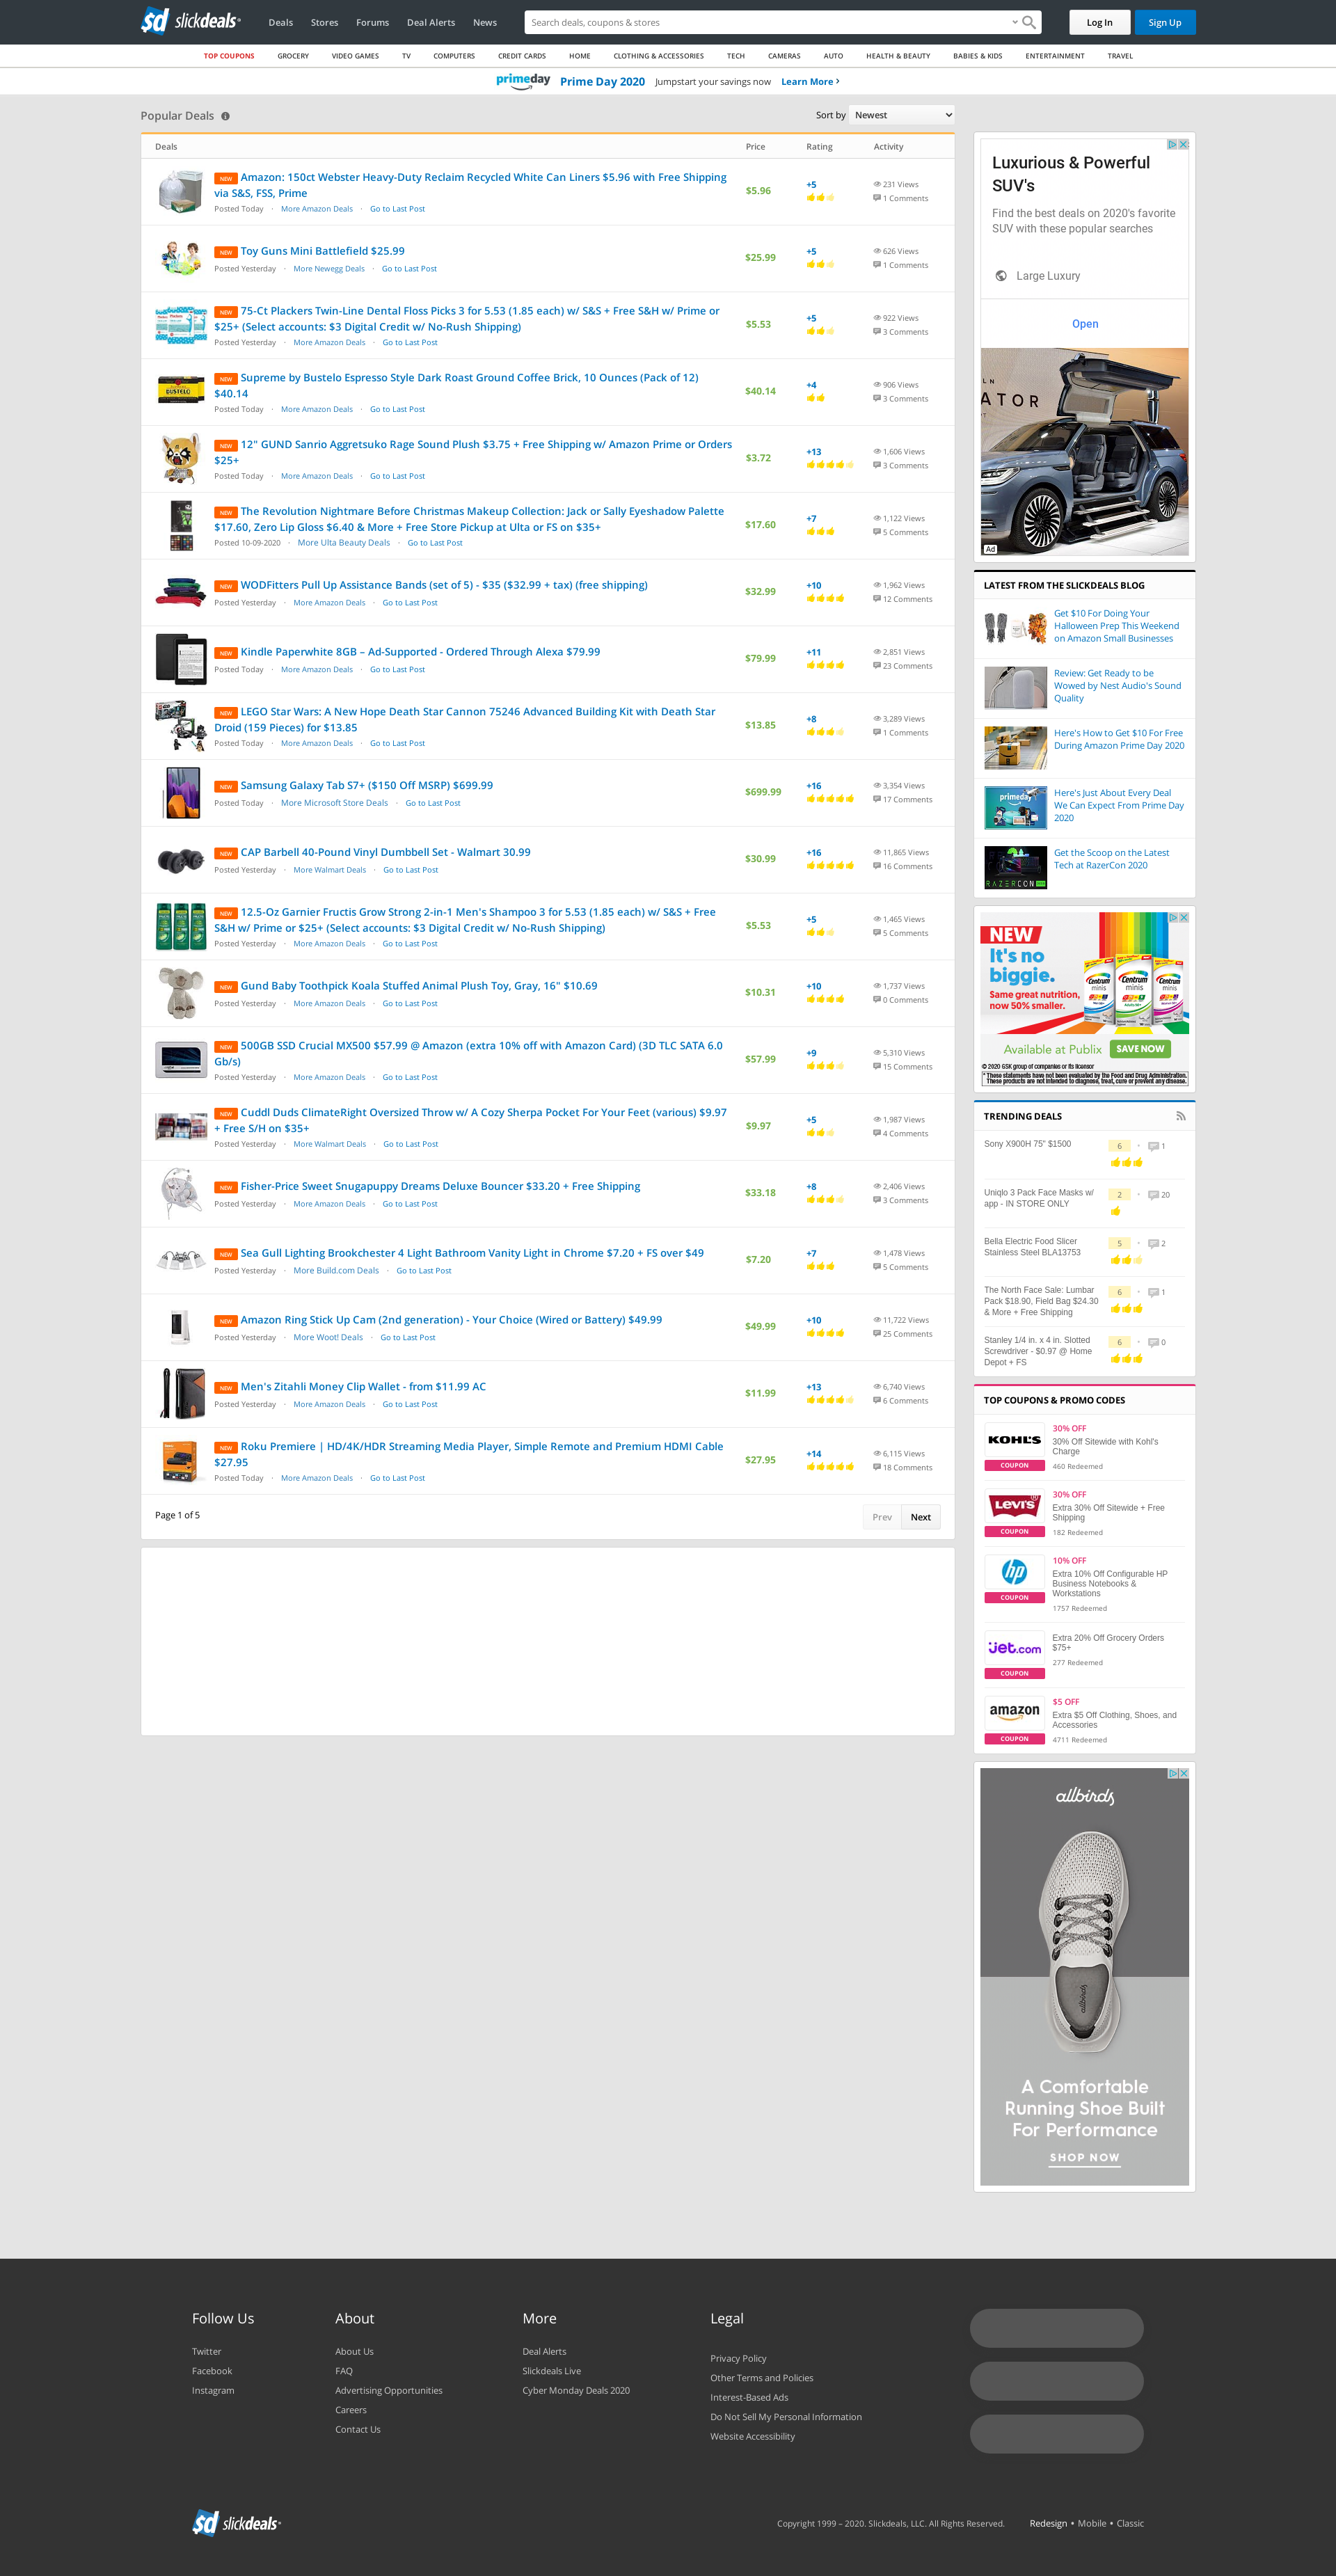 slickdeals
Deals
Stores
Forums
Deal Alerts
News
Search deals, coupons & stores
Log In
Sign Up
TOP COUPONS
GROCERY
VIDEO GAMES
TV
COMPUTERS
CREDIT CARDS
HOME
CLOTHING & ACCESSORIES
TECH
CAMERAS
AUTO
HEALTH & BEAUTY
BABIES & KIDS
ENTERTAINMENT
TRAVEL
primeday Prime Day 2020 Jumpstart your savings now Learn More
Popular Deals
Sort by Newest
Deals Price Rating Activity
NEW Amazon: 150ct Webster Heavy-Duty Reclaim Recycled White Can Liners $5.96 with Free Shipping
via S&S, FSS, Prime
Posted Today · More Amazon Deals · Go to Last Post
$5.96
+5
231 Views
1 Comments
NEW Toy Guns Mini Battlefield $25.99
Posted Yesterday · More Newegg Deals · Go to Last Post
$25.99
+5
626 Views
1 Comments
NEW 75-Ct Plackers Twin-Line Dental Floss Picks 3 for 5.53 (1.85 each) w/ S&S + Free S&H w/ Prime or
$25+ (Select accounts: $3 Digital Credit w/ No-Rush Shipping)
Posted Yesterday · More Amazon Deals · Go to Last Post
$5.53
+5
922 Views
3 Comments
NEW Supreme by Bustelo Espresso Style Dark Roast Ground Coffee Brick, 10 Ounces (Pack of 12)
$40.14
Posted Today · More Amazon Deals · Go to Last Post
$40.14
+4
906 Views
3 Comments
NEW 12" GUND Sanrio Aggretsuko Rage Sound Plush $3.75 + Free Shipping w/ Amazon Prime or Orders
$25+
Posted Today · More Amazon Deals · Go to Last Post
$3.72
+13
1,606 Views
3 Comments
NEW The Revolution Nightmare Before Christmas Makeup Collection: Jack or Sally Eyeshadow Palette
$17.60, Zero Lip Gloss $6.40 & More + Free Store Pickup at Ulta or FS on $35+
Posted 10-09-2020 · More Ulta Beauty Deals · Go to Last Post
$17.60
+7
1,122 Views
5 Comments
NEW WODFitters Pull Up Assistance Bands (set of 5) - $35 ($32.99 + tax) (free shipping)
Posted Yesterday · More Amazon Deals · Go to Last Post
$32.99
+10
1,962 Views
12 Comments
NEW Kindle Paperwhite 8GB – Ad-Supported - Ordered Through Alexa $79.99
Posted Today · More Amazon Deals · Go to Last Post
$79.99
+11
2,851 Views
23 Comments
NEW LEGO Star Wars: A New Hope Death Star Cannon 75246 Advanced Building Kit with Death Star
Droid (159 Pieces) for $13.85
Posted Today · More Amazon Deals · Go to Last Post
$13.85
+8
3,289 Views
1 Comments
NEW Samsung Galaxy Tab S7+ ($150 Off MSRP) $699.99
Posted Today · More Microsoft Store Deals · Go to Last Post
$699.99
+16
3,354 Views
17 Comments
NEW CAP Barbell 40-Pound Vinyl Dumbbell Set - Walmart 30.99
Posted Yesterday · More Walmart Deals · Go to Last Post
$30.99
+16
11,865 Views
16 Comments
NEW 12.5-Oz Garnier Fructis Grow Strong 2-in-1 Men's Shampoo 3 for 5.53 (1.85 each) w/ S&S + Free
S&H w/ Prime or $25+ (Select accounts: $3 Digital Credit w/ No-Rush Shipping)
Posted Yesterday · More Amazon Deals · Go to Last Post
$5.53
+5
1,465 Views
5 Comments
NEW Gund Baby Toothpick Koala Stuffed Animal Plush Toy, Gray, 16" $10.69
Posted Yesterday · More Amazon Deals · Go to Last Post
$10.31
+10
1,737 Views
0 Comments
NEW 500GB SSD Crucial MX500 $57.99 @ Amazon (extra 10% off with Amazon Card) (3D TLC SATA 6.0
Gb/s)
Posted Yesterday · More Amazon Deals · Go to Last Post
$57.99
+9
5,310 Views
15 Comments
NEW Cuddl Duds ClimateRight Oversized Throw w/ A Cozy Sherpa Pocket For Your Feet (various) $9.97
+ Free S/H on $35+
Posted Yesterday · More Walmart Deals · Go to Last Post
$9.97
+5
1,987 Views
4 Comments
NEW Fisher-Price Sweet Snugapuppy Dreams Deluxe Bouncer $33.20 + Free Shipping
Posted Yesterday · More Amazon Deals · Go to Last Post
$33.18
+8
2,406 Views
3 Comments
NEW Sea Gull Lighting Brookchester 4 Light Bathroom Vanity Light in Chrome $7.20 + FS over $49
Posted Yesterday · More Build.com Deals · Go to Last Post
$7.20
+7
1,478 Views
5 Comments
NEW Amazon Ring Stick Up Cam (2nd generation) - Your Choice (Wired or Battery) $49.99
Posted Yesterday · More Woot! Deals · Go to Last Post
$49.99
+10
11,722 Views
25 Comments
NEW Men's Zitahli Money Clip Wallet - from $11.99 AC
Posted Yesterday · More Amazon Deals · Go to Last Post
$11.99
+13
6,740 Views
6 Comments
NEW Roku Premiere | HD/4K/HDR Streaming Media Player, Simple Remote and Premium HDMI Cable
$27.95
Posted Today · More Amazon Deals · Go to Last Post
$27.95
+14
6,115 Views
18 Comments
Page 1 of 5
Prev
Next
Luxurious & Powerful
SUV's
Find the best deals on 2020's favorite
SUV with these popular searches
Large Luxury
Open
Ad
LATEST FROM THE SLICKDEALS BLOG
Get $10 For Doing Your
Halloween Prep This Weekend
on Amazon Small Businesses
Review: Get Ready to be
Wowed by Nest Audio's Sound
Quality
Here's How to Get $10 For Free
During Amazon Prime Day 2020
primeday
Here's Just About Every Deal
We Can Expect From Prime Day
2020
RAZERCON
Get the Scoop on the Latest
Tech at RazerCon 2020
NEW
It's no
biggie.
Same great nutrition,
now 50% smaller.
Centrum minis
Centrum minis
Centrum minis
Available at Publix
SAVE NOW
© 2020 GSK group of companies or its licensor
* These statements have not been evaluated by the Food and Drug Administration.
These products are not intended to diagnose, treat, cure or prevent any disease.
TRENDING DEALS
Sony X900H 75" $1500
6 • 1
Uniqlo 3 Pack Face Masks w/
app - IN STORE ONLY
2 • 20
Bella Electric Food Slicer
Stainless Steel BLA13753
5 • 2
The North Face Sale: Lumbar
Pack $18.90, Field Bag $24.30
& More + Free Shipping
6 • 1
Stanley 1/4 in. x 4 in. Slotted
Screwdriver - $0.97 @ Home
Depot + FS
6 • 0
TOP COUPONS & PROMO CODES
KOHL'S
COUPON
30% OFF
30% Off Sitewide with Kohl's
Charge
460 Redeemed
LEVI'S
COUPON
30% OFF
Extra 30% Off Sitewide + Free
Shipping
182 Redeemed
hp
COUPON
10% OFF
Extra 10% Off Configurable HP
Business Notebooks &
Workstations
1757 Redeemed
jet.com
COUPON
Extra 20% Off Grocery Orders
$75+
277 Redeemed
amazon
COUPON
$5 OFF
Extra $5 Off Clothing, Shoes, and
Accessories
4711 Redeemed
allbirds
allbirds
A Comfortable
Running Shoe Built
For Performance
SHOP NOW
Follow Us
Twitter
Facebook
Instagram
About
About Us
FAQ
Advertising Opportunities
Careers
Contact Us
More
Deal Alerts
Slickdeals Live
Cyber Monday Deals 2020
Legal
Privacy Policy
Other Terms and Policies
Interest-Based Ads
Do Not Sell My Personal Information
Website Accessibility
slickdeals
Copyright 1999 – 2020. Slickdeals, LLC. All Rights Reserved.
Redesign • Mobile • Classic